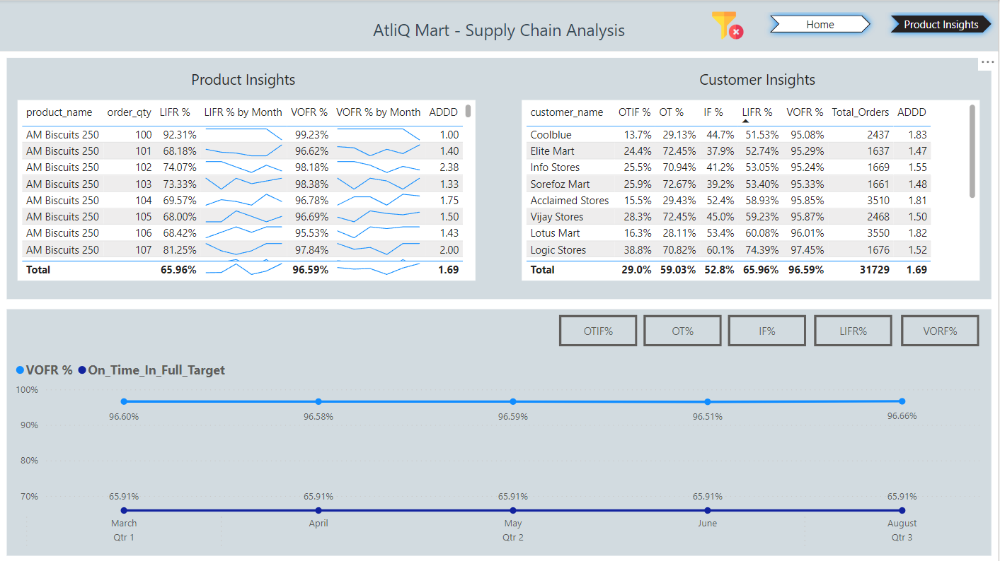 AtliQ Mart - Supply Chain Analysis
Home
Product Insights
Product Insights
product_name order_qty LIFR % LIFR % by Month VOFR % VOFR % by Month ADDD
AM Biscuits 250 100 92.31% 99.23% 1.00
AM Biscuits 250 101 68.18% 96.62% 1.40
AM Biscuits 250 102 74.07% 98.18% 2.38
AM Biscuits 250 103 73.33% 98.38% 1.33
AM Biscuits 250 104 69.57% 96.78% 1.75
AM Biscuits 250 105 68.00% 96.69% 1.50
AM Biscuits 250 106 68.42% 95.53% 1.43
AM Biscuits 250 107 81.25% 97.84% 2.00
Total 65.96% 96.59% 1.69
Customer Insights
customer_name OTIF % OT % IF % LIFR % VOFR % Total_Orders ADDD
Coolblue 13.7% 29.13% 44.7% 51.53% 95.08% 2437 1.83
Elite Mart 24.4% 72.45% 37.9% 52.74% 95.29% 1637 1.47
Info Stores 25.5% 70.94% 41.2% 53.05% 95.24% 1669 1.55
Sorefoz Mart 25.9% 72.67% 39.2% 53.40% 95.33% 1661 1.48
Acclaimed Stores 15.5% 29.43% 52.4% 58.93% 95.85% 3510 1.81
Vijay Stores 28.3% 72.45% 45.0% 59.23% 95.87% 2468 1.50
Lotus Mart 16.3% 28.11% 53.4% 60.08% 96.01% 3550 1.82
Logic Stores 38.8% 70.82% 60.1% 74.39% 97.45% 1676 1.52
Total 29.0% 59.03% 52.8% 65.96% 96.59% 31729 1.69
OTIF% OT% IF% LIFR% VORF%
VOFR % On_Time_In_Full_Target
100%
96.60% 96.58% 96.59% 96.51% 96.66%
90%
80%
70% 65.91% 65.91% 65.91% 65.91% 65.91%
March April May June August
Qtr 1 Qtr 2 Qtr 3